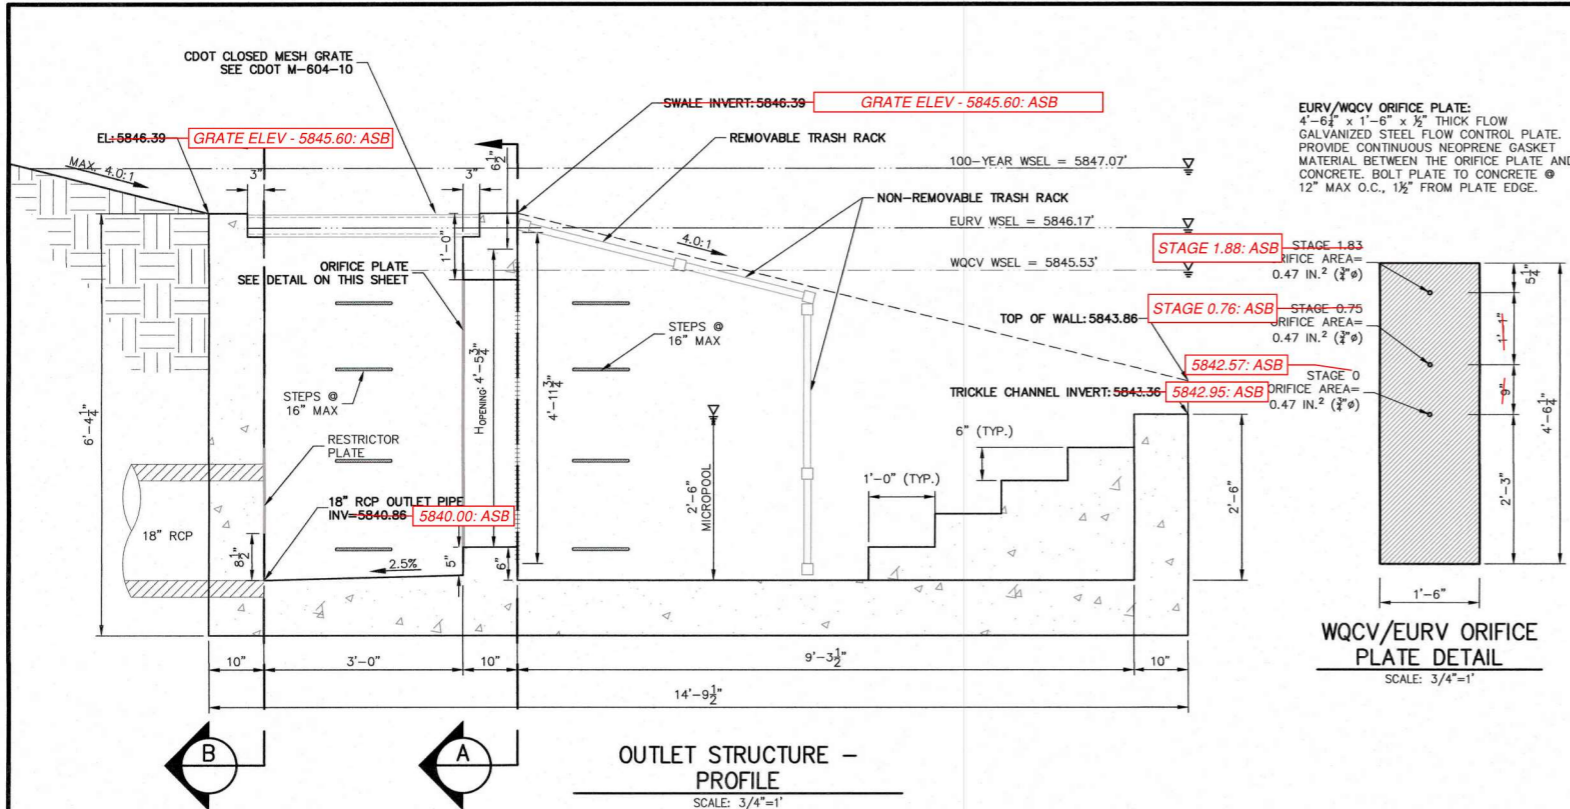 CDOT CLOSED MESH GRATE
SEE CDOT M-604-10
EL: 5846.39
GRATE ELEV - 5845.60: ASB
SWALE INVERT: 5846.39
GRATE ELEV - 5845.60: ASB
REMOVABLE TRASH RACK
MAX. 4.0:1
3"
3"
6½"
100-YEAR WSEL = 5847.07'
NON-REMOVABLE TRASH RACK
EURV WSEL = 5846.17'
4.0:1
WQCV WSEL = 5845.53'
1'-0"
ORIFICE PLATE
SEE DETAIL ON THIS SHEET
STEPS @
16" MAX
TOP OF WALL: 5843.86
STEPS @
16" MAX
HOPENING: 4'-5¾"
4'-11¾"
TRICKLE CHANNEL INVERT: 5843.36
5842.95: ASB
6'-4¼"
RESTRICTOR
PLATE
6" (TYP.)
1'-0" (TYP.)
2'-6"
MICROPOOL
2'-6"
18" RCP OUTLET PIPE
INV=5840.86
5840.00: ASB
18" RCP
8½"
2.5%
5"
6"
10"
3'-0"
10"
9'-3½"
10"
14'-9½"
B
A
OUTLET STRUCTURE –
PROFILE
SCALE: 3/4"=1'
EURV/WQCV ORIFICE PLATE:
4'-6¼" x 1'-6" x ½" THICK FLOW
GALVANIZED STEEL FLOW CONTROL PLATE.
PROVIDE CONTINUOUS NEOPRENE GASKET
MATERIAL BETWEEN THE ORIFICE PLATE AND
CONCRETE. BOLT PLATE TO CONCRETE @
12" MAX O.C., 1½" FROM PLATE EDGE.
STAGE 1.88: ASB
STAGE 1.83
ORIFICE AREA=
0.47 IN.² (¾"ø)
STAGE 0.76: ASB
STAGE 0.75
ORIFICE AREA=
0.47 IN.² (¾"ø)
5842.57: ASB
STAGE 0
ORIFICE AREA=
0.47 IN.² (¾"ø)
5¼"
1'-1"
9"
2'-3"
4'-6¼"
1'-6"
WQCV/EURV ORIFICE
PLATE DETAIL
SCALE: 3/4"=1'